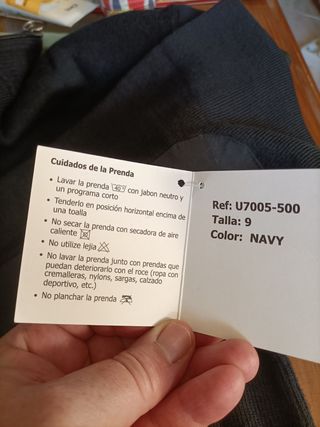 Cuidados de la Prenda
• Lavar la prenda 40° con jabon neutro y
un programa corto
• Tenderlo en posición horizontal encima de
una toalla
• No secar la prenda con secadora de aire
caliente
• No utilize lejia
• No lavar la prenda junto con prendas que
puedan deteriorarlo con el roce (ropa con
cremalleras, nylons, sargas, calzado
deportivo, etc.)
• No planchar la prenda
Ref: U7005-500
Talla: 9
Color: NAVY